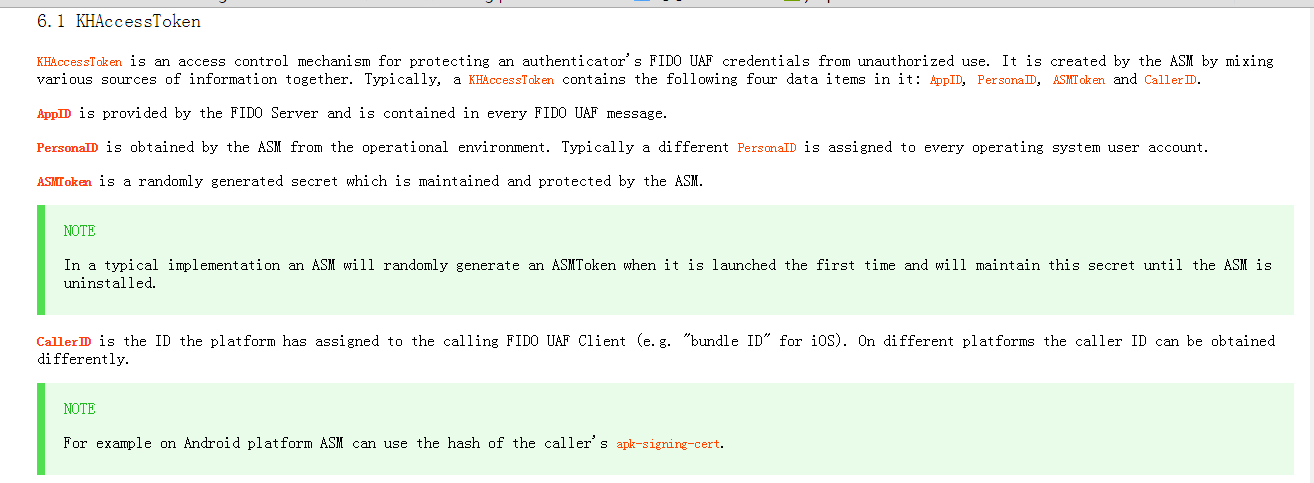 6.1 KHAccessToken
KHAccessToken is an access control mechanism for protecting an authenticator's FIDO UAF credentials from unauthorized use. It is created by the ASM by mixing
various sources of information together. Typically, a KHAccessToken contains the following four data items in it: AppID, PersonaID, ASMToken and CallerID.
AppID is provided by the FIDO Server and is contained in every FIDO UAF message.
PersonaID is obtained by the ASM from the operational environment. Typically a different PersonaID is assigned to every operating system user account.
ASMToken is a randomly generated secret which is maintained and protected by the ASM.
NOTE
In a typical implementation an ASM will randomly generate an ASMToken when it is launched the first time and will maintain this secret until the ASM is
uninstalled.
CallerID is the ID the platform has assigned to the calling FIDO UAF Client (e.g. "bundle ID" for iOS). On different platforms the caller ID can be obtained
differently.
NOTE
For example on Android platform ASM can use the hash of the caller's apk-signing-cert.